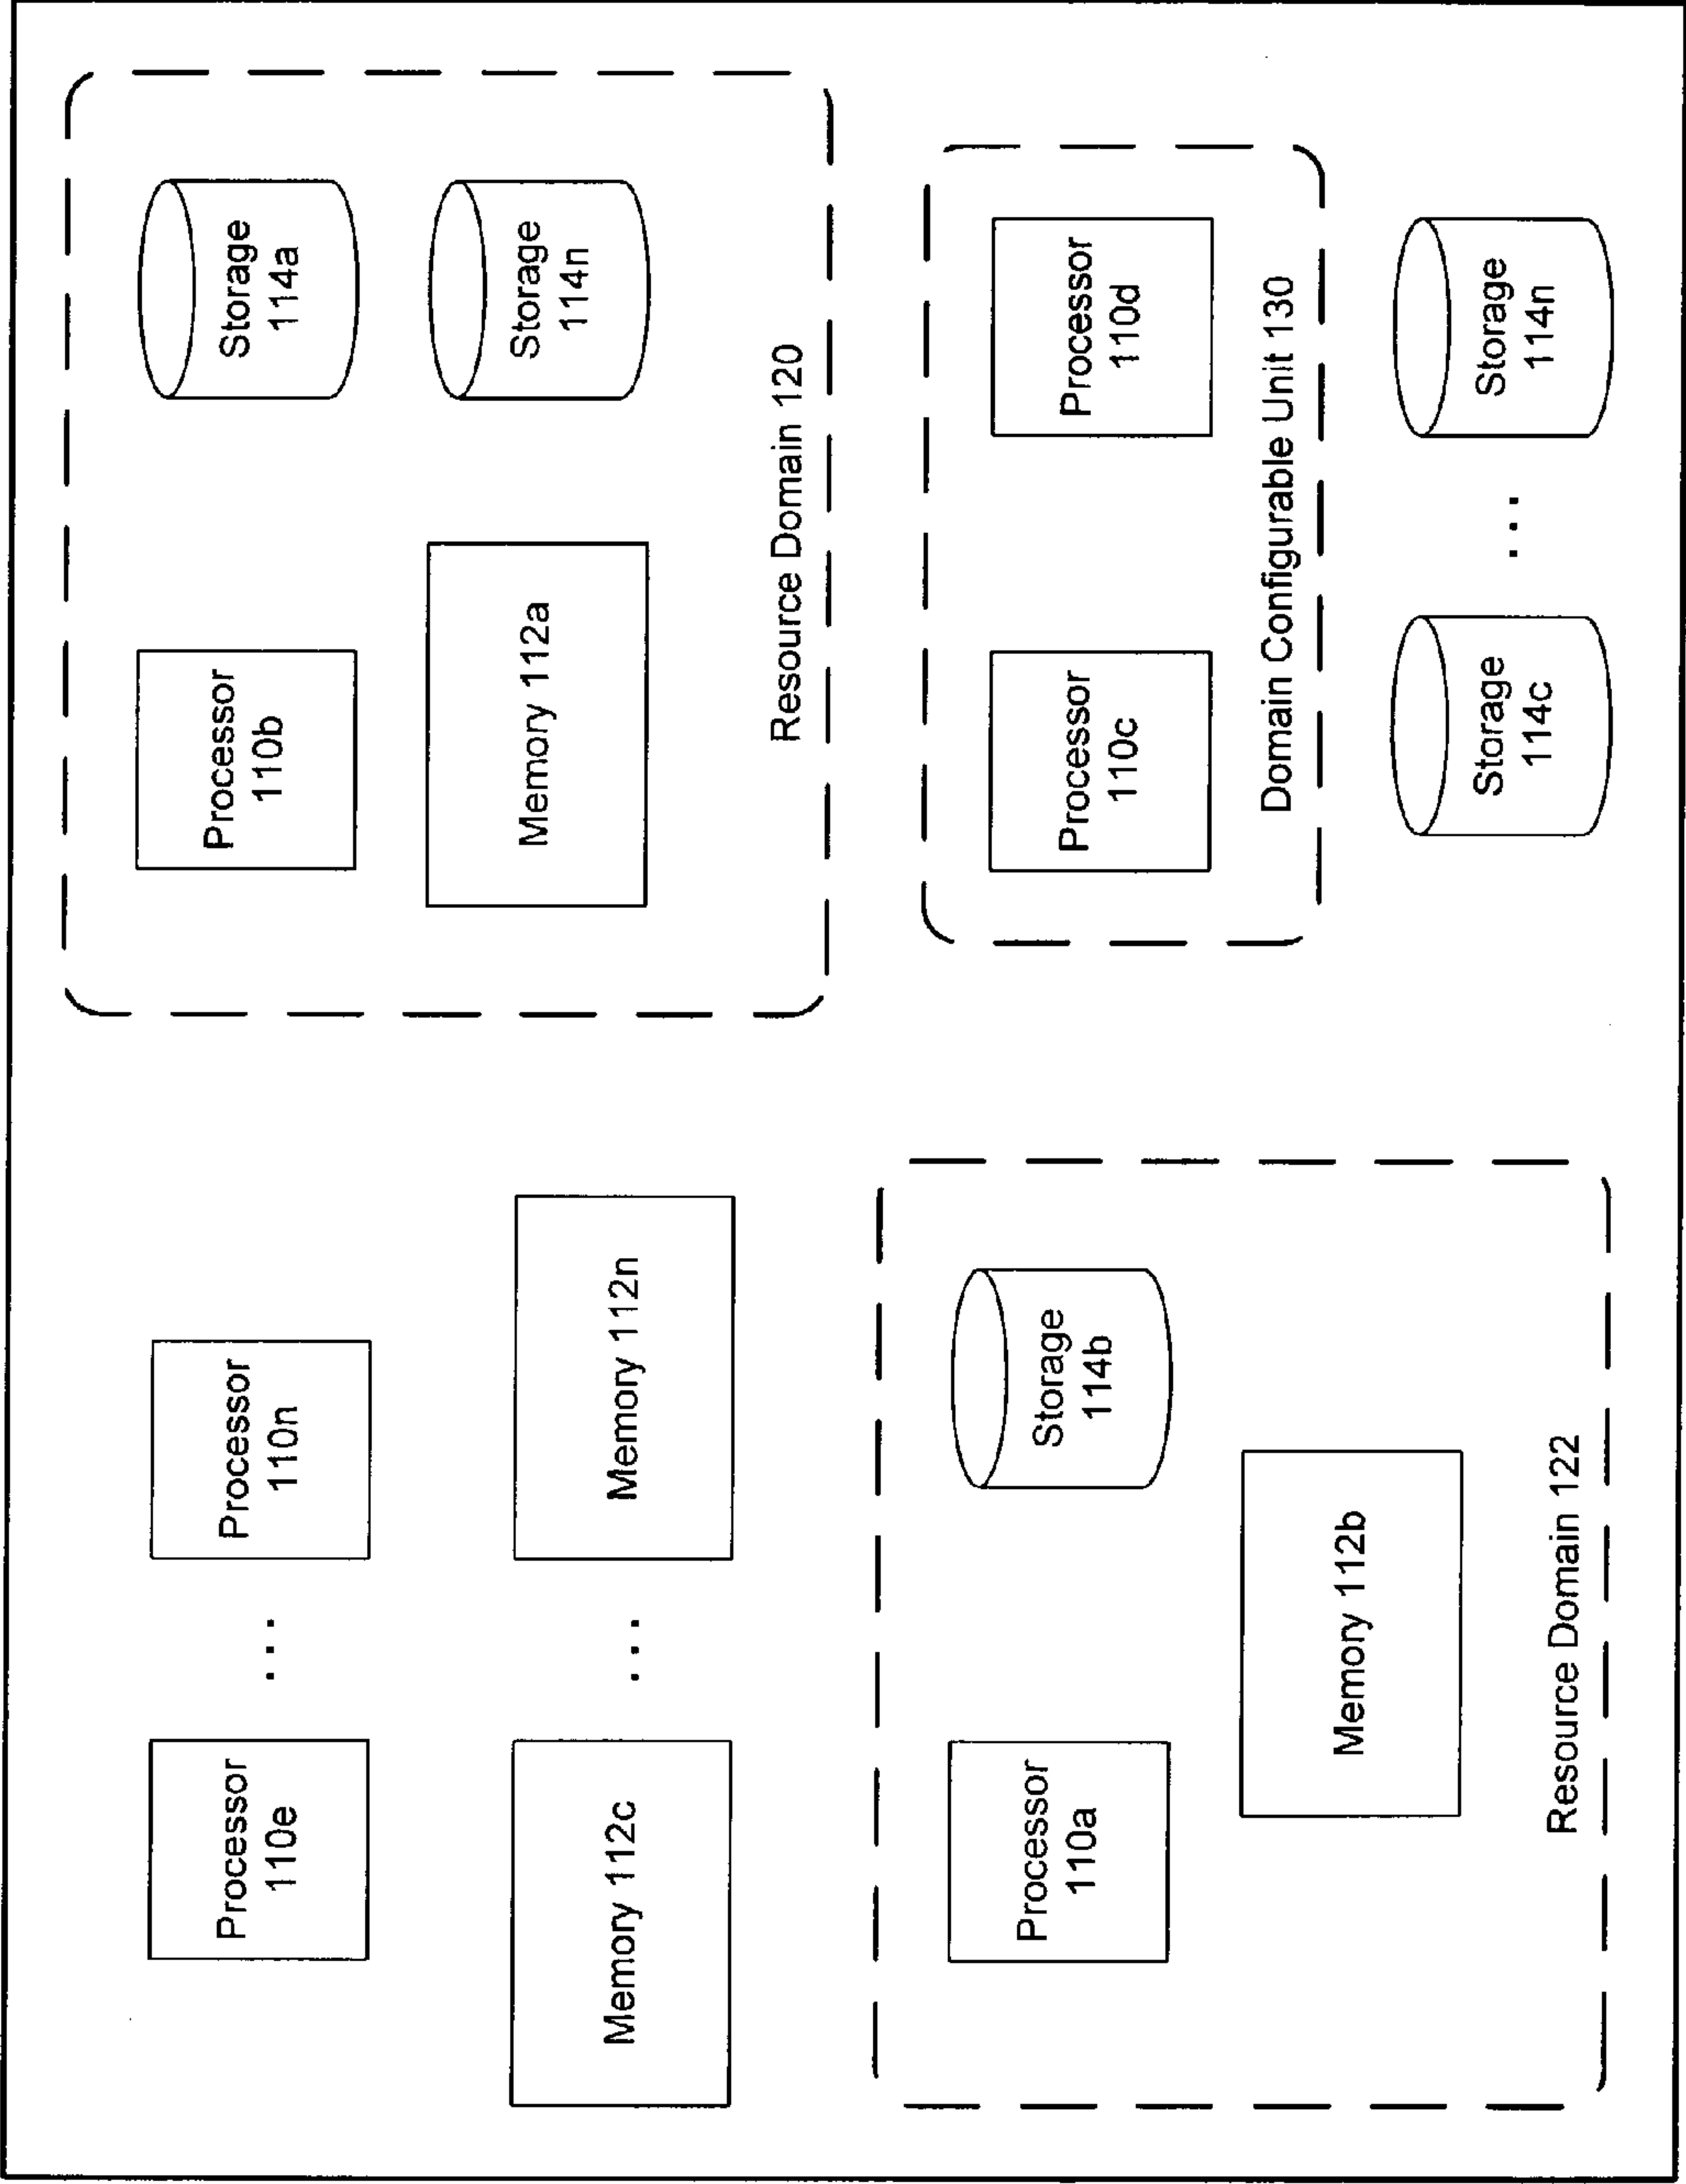 Processor
110e
...
Processor
110n
Memory 112c
...
Memory 112n
Processor
110b
Storage
114a
Memory 112a
Storage
114n
Resource Domain 120
Processor
110a
Storage
114b
Memory 112b
Resource Domain 122
Processor
110c
Processor
110d
Domain Configurable Unit 130
Storage
114c
...
Storage
114n